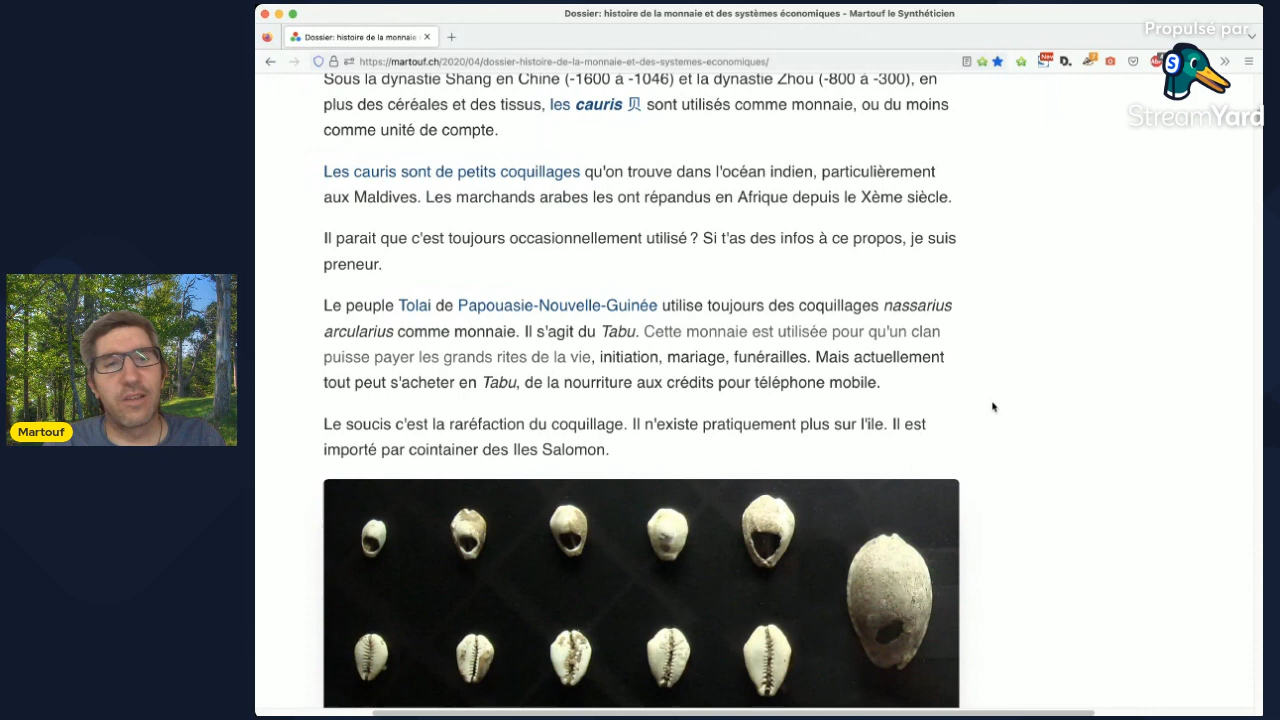 Dossier: histoire de la monnaie et des systèmes économiques - Martouf le Synthéticien
Dossier: histoire de la monnaie
https://martouf.ch/2020/04/dossier-histoire-de-la-monnaie-et-des-systemes-economiques/
New
Propulsé par
S
StreamYard
Sous la dynastie Shang en Chine (-1600 à -1046) et la dynastie Zhou (-800 à -300), en
plus des céréales et des tissus, les cauris 贝 sont utilisés comme monnaie, ou du moins
comme unité de compte.
Les cauris sont de petits coquillages qu'on trouve dans l'océan indien, particulièrement
aux Maldives. Les marchands arabes les ont répandus en Afrique depuis le Xème siècle.
Il parait que c'est toujours occasionnellement utilisé ? Si t'as des infos à ce propos, je suis
preneur.
Le peuple Tolai de Papouasie-Nouvelle-Guinée utilise toujours des coquillages nassarius
arcularius comme monnaie. Il s'agit du Tabu. Cette monnaie est utilisée pour qu'un clan
puisse payer les grands rites de la vie, initiation, mariage, funérailles. Mais actuellement
tout peut s'acheter en Tabu, de la nourriture aux crédits pour téléphone mobile.
Le soucis c'est la raréfaction du coquillage. Il n'existe pratiquement plus sur l'île. Il est
importé par cointainer des Iles Salomon.
Martouf